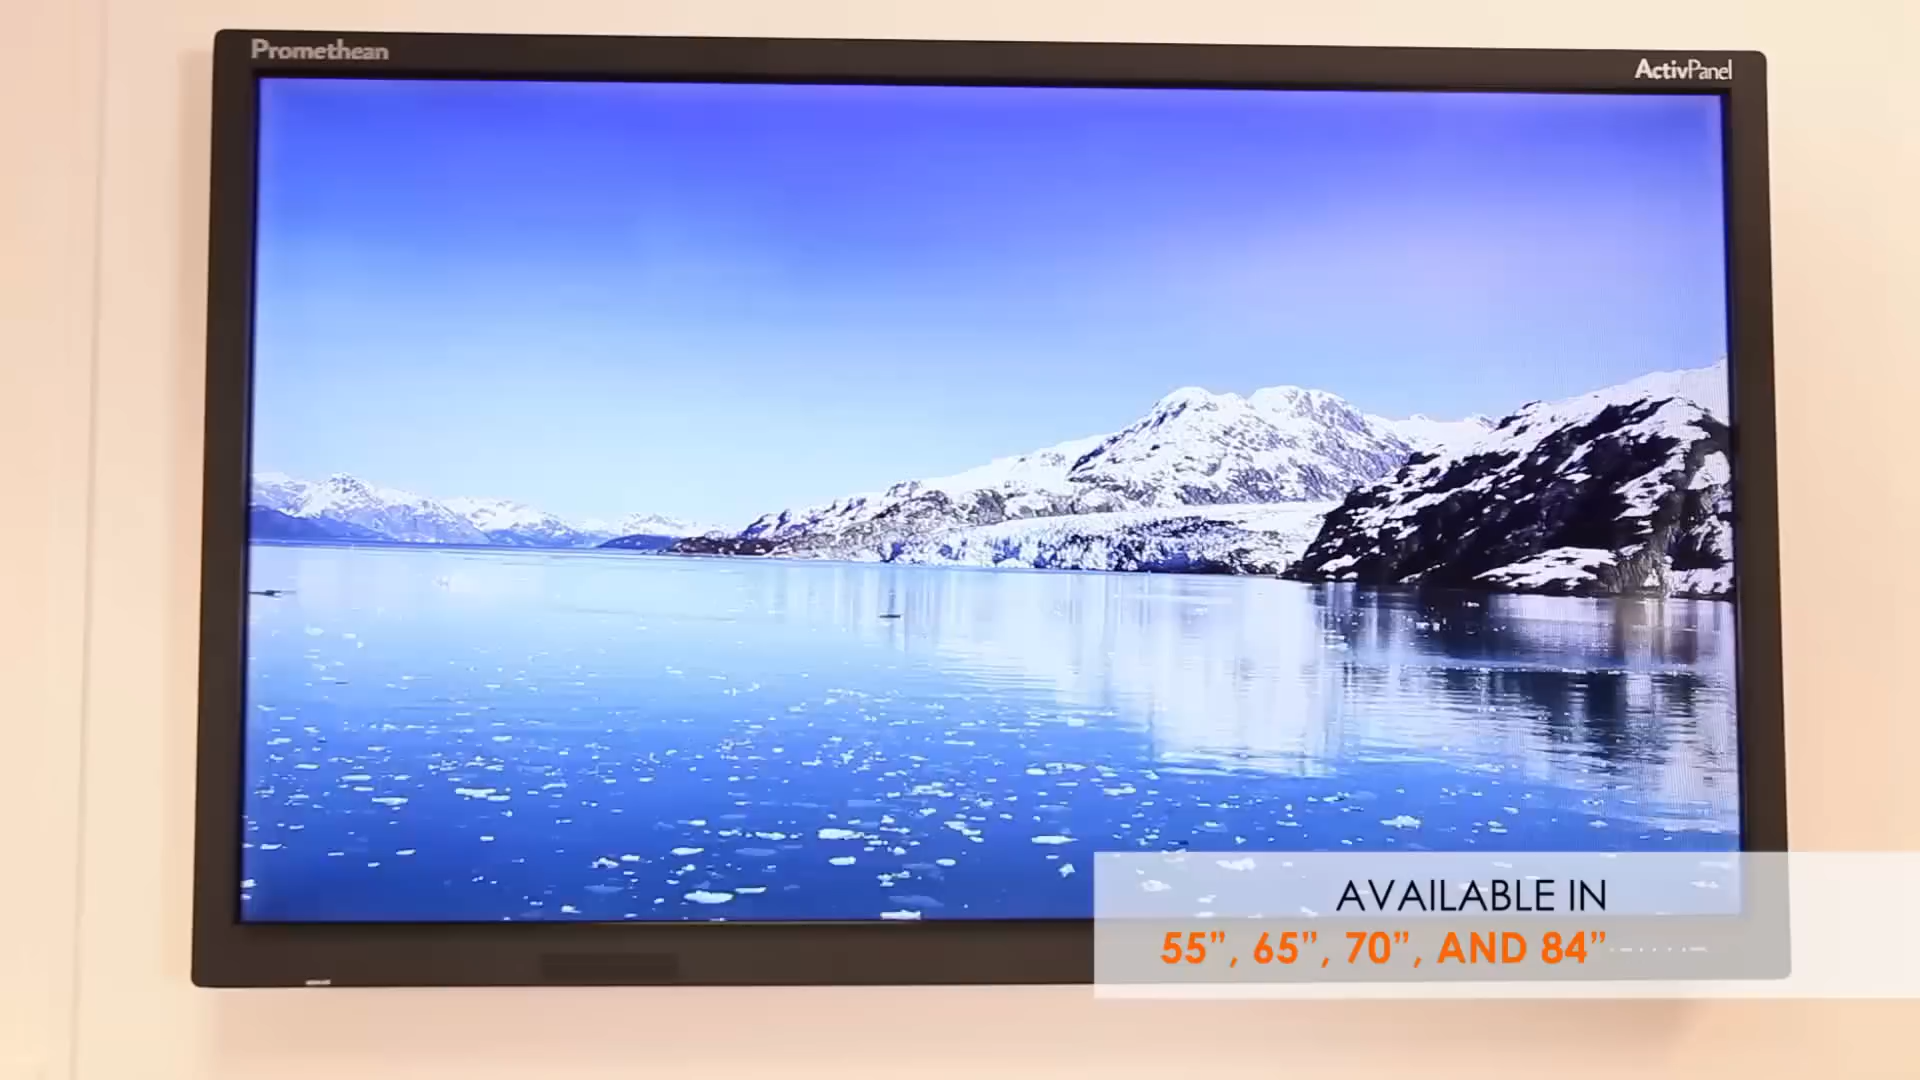 Promethean
ActivPanel
AVAILABLE IN
55”, 65”, 70”, AND 84”